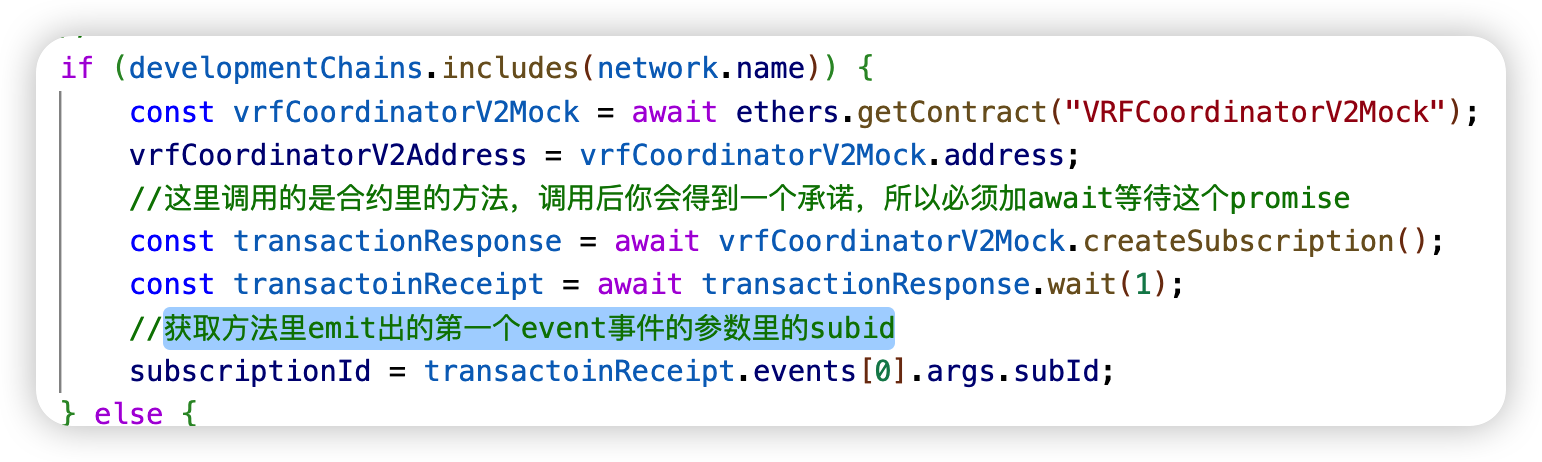 if (developmentChains.includes(network.name)) {
const vrfCoordinatorV2Mock = await ethers.getContract("VRFCoordinatorV2Mock");
vrfCoordinatorV2Address = vrfCoordinatorV2Mock.address;
//这里调用的是合约里的方法，调用后你会得到一个承诺，所以必须加await等待这个promise
const transactionResponse = await vrfCoordinatorV2Mock.createSubscription();
const transactoinReceipt = await transactionResponse.wait(1);
//获取方法里emit出的第一个event事件的参数里的subid
subscriptionId = transactoinReceipt.events[0].args.subId;
} else {